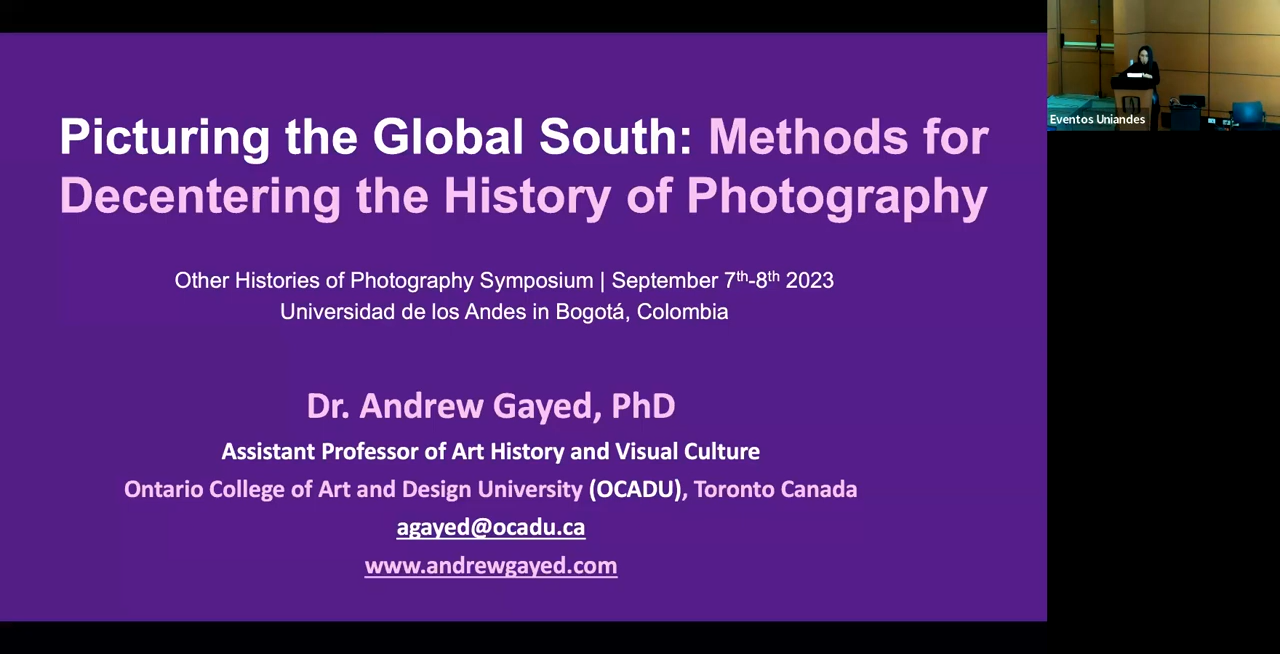 Picturing the Global South: Methods for
Decentering the History of Photography
Other Histories of Photography Symposium | September 7th-8th 2023
Universidad de los Andes in Bogotá, Colombia
Dr. Andrew Gayed, PhD
Assistant Professor of Art History and Visual Culture
Ontario College of Art and Design University (OCADU), Toronto Canada
agayed@ocadu.ca
www.andrewgayed.com
Eventos Uniandes